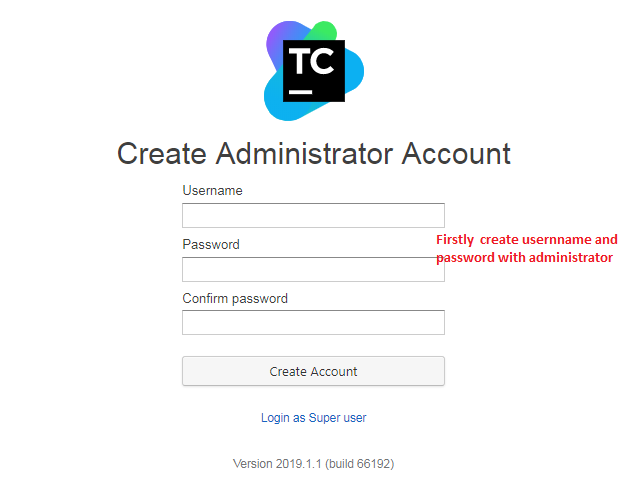 TC
Create Administrator Account
Username
Password
Firstly create usernname and
password with administrator
Confirm password
Create Account
Login as Super user
Version 2019.1.1 (build 66192)